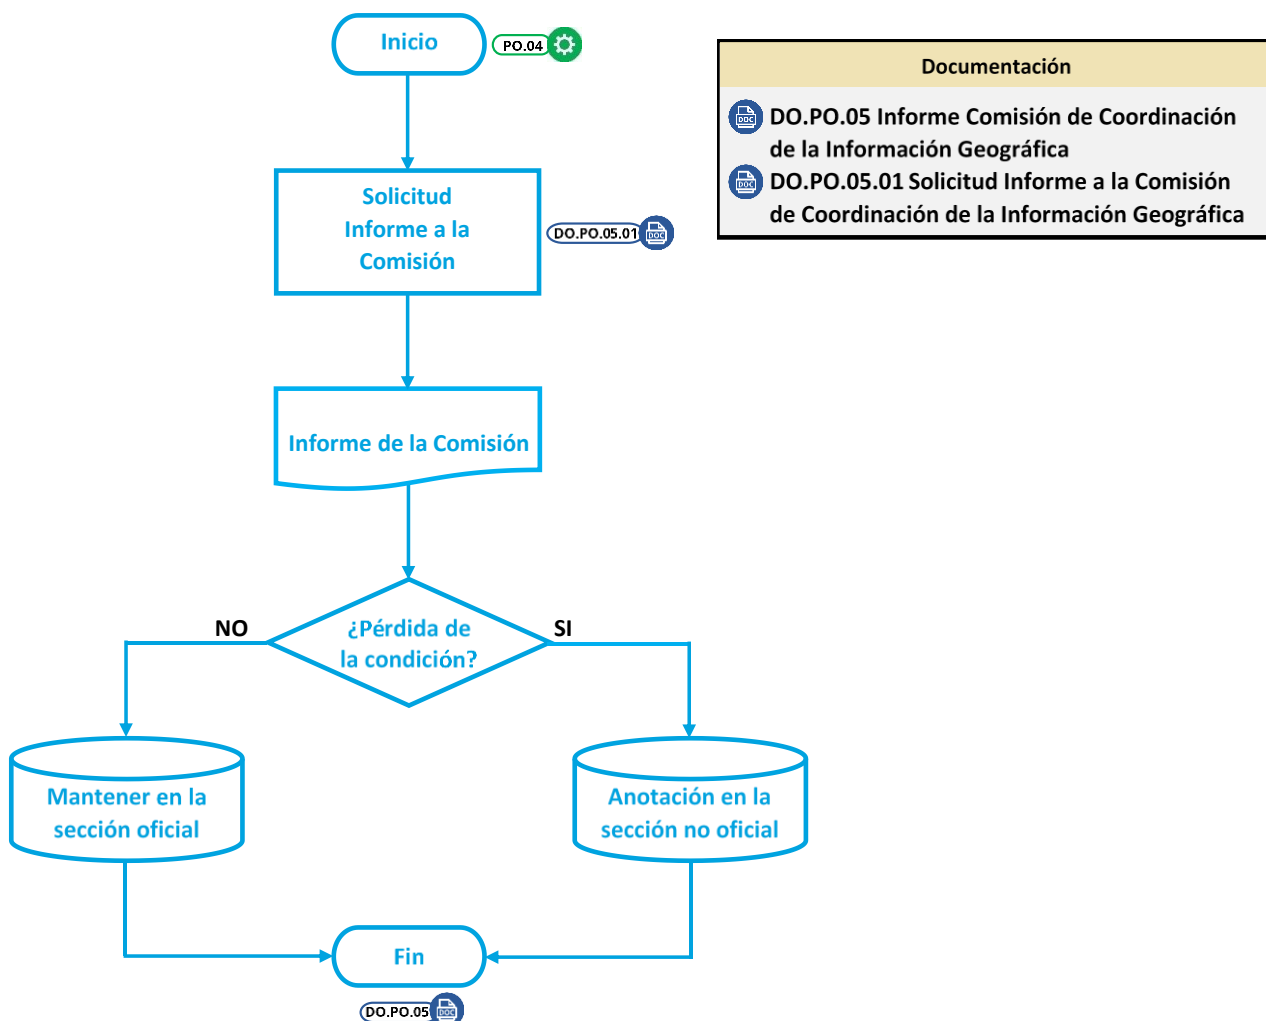 Inicio
PO.04
Documentación
DO.PO.05 Informe Comisión de Coordinación
de la Información Geográfica
DO.PO.05.01 Solicitud Informe a la Comisión
de Coordinación de la Información Geográfica
Solicitud
Informe a la
Comisión
DO.PO.05.01
DOC
Informe de la Comisión
¿Pérdida de
la condición?
NO
SI
Mantener en la
sección oficial
Anotación en la
sección no oficial
Fin
DO.PO.05
DOC